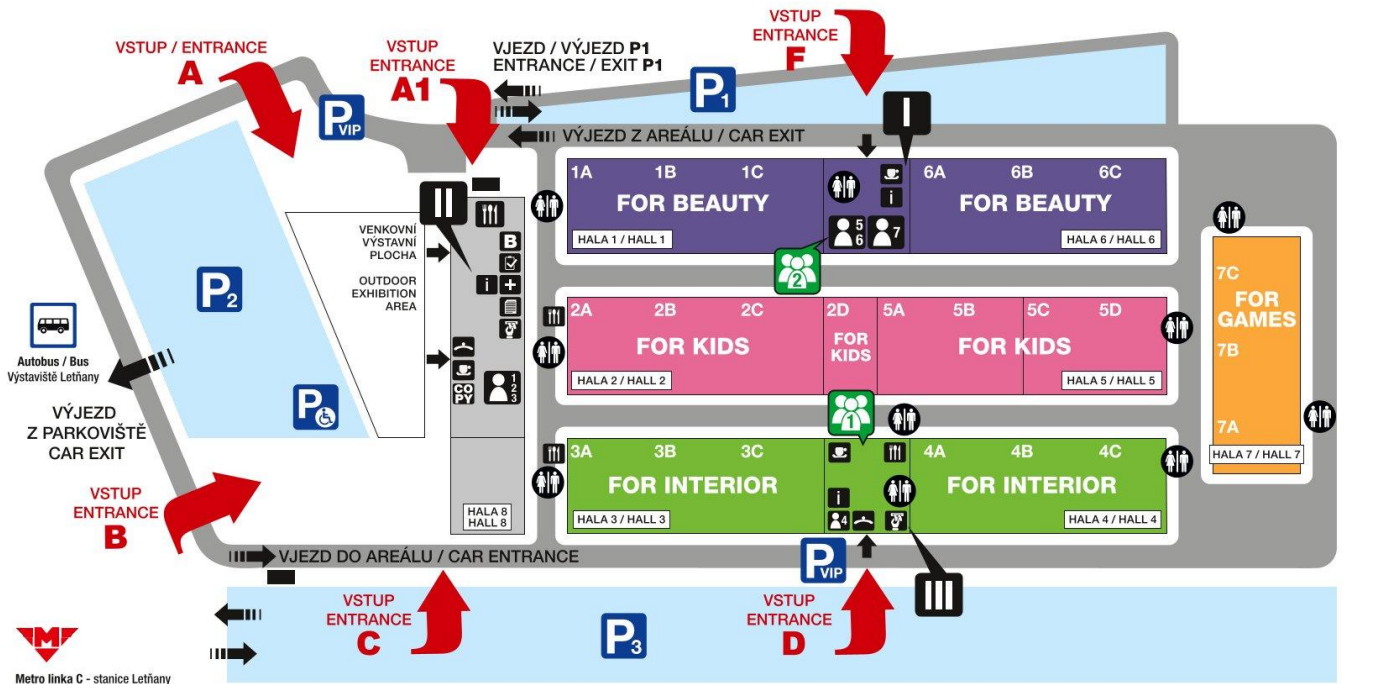 VSTUP / ENTRANCE
A
VSTUP
ENTRANCE
A1
VJEZD / VÝJEZD P1
ENTRANCE / EXIT P1
VSTUP
ENTRANCE
F
P VIP
P1
I
VÝJEZD Z AREÁLU / CAR EXIT
II
1A 1B 1C
FOR BEAUTY
HALA 1 / HALL 1
i
5
6
7
6A 6B 6C
FOR BEAUTY
HALA 6 / HALL 6
VENKOVNÍ
VÝSTAVNÍ
PLOCHA
OUTDOOR
EXHIBITION
AREA
B
i
CO
PY
1
2
3
2
P2
Autobus / Bus
Výstaviště Letňany
2A 2B 2C
FOR KIDS
HALA 2 / HALL 2
2D
FOR
KIDS
5A 5B 5C 5D
FOR KIDS
HALA 5 / HALL 5
7C
FOR
GAMES
7B
7A
HALA 7 / HALL 7
P
VÝJEZD
Z PARKOVIŠTĚ
CAR EXIT
1
3A 3B 3C
FOR INTERIOR
HALA 3 / HALL 3
i
4
4A 4B 4C
FOR INTERIOR
HALA 4 / HALL 4
HALA 8
HALL 8
VSTUP
ENTRANCE
B
VJEZD DO AREÁLU / CAR ENTRANCE
P VIP
III
VSTUP
ENTRANCE
C
P3
VSTUP
ENTRANCE
D
M
Metro linka C - stanice Letňany